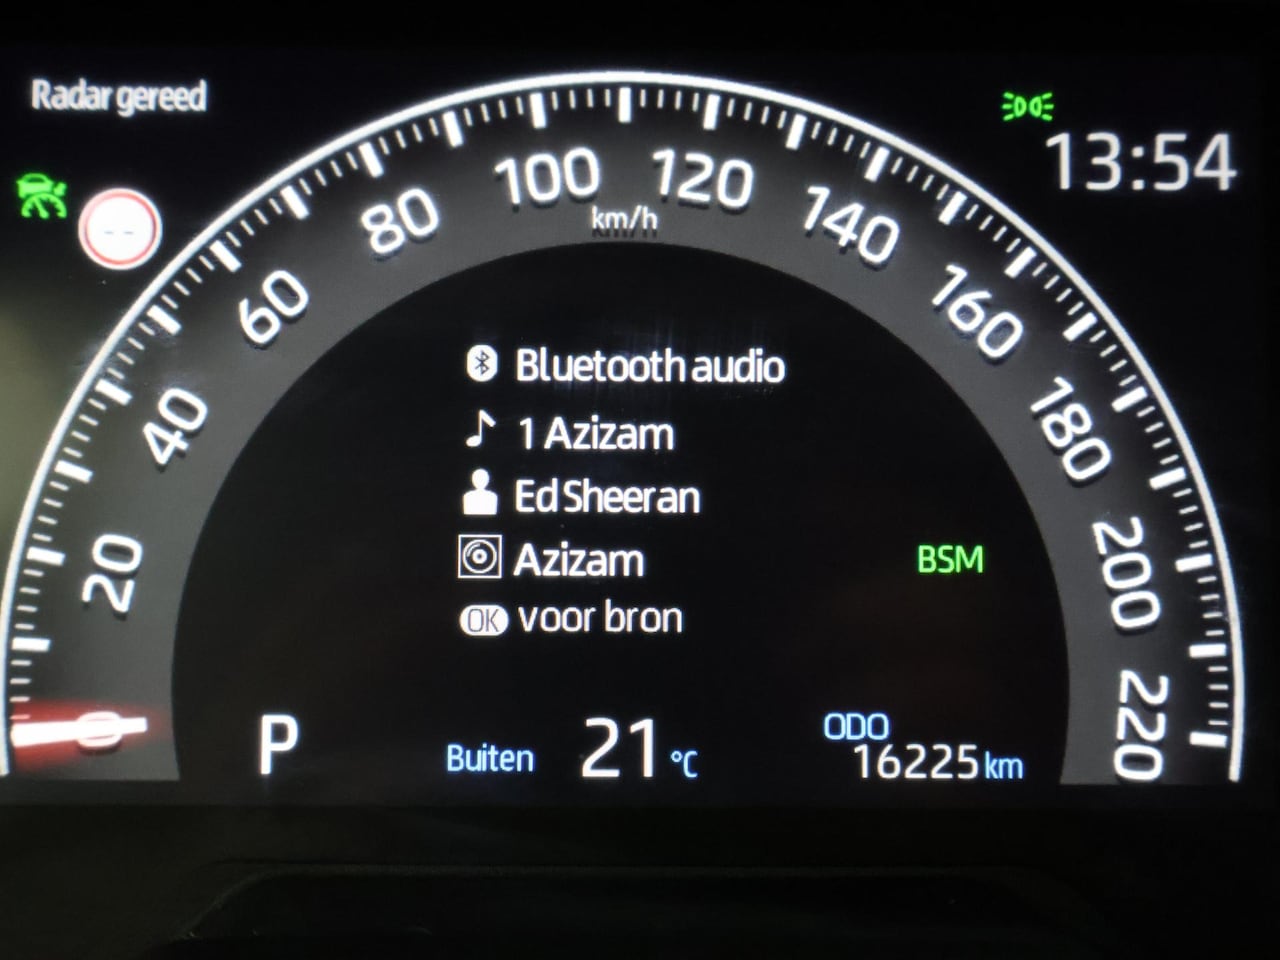 Radar gereed
13:54
- -
0
20
40
60
80
100
120
140
160
180
200
220
km/h
Bluetooth audio
1 Azizam
Ed Sheeran
Azizam
OK voor bron
BSM
P
Buiten 21 °C
ODO
16225 km